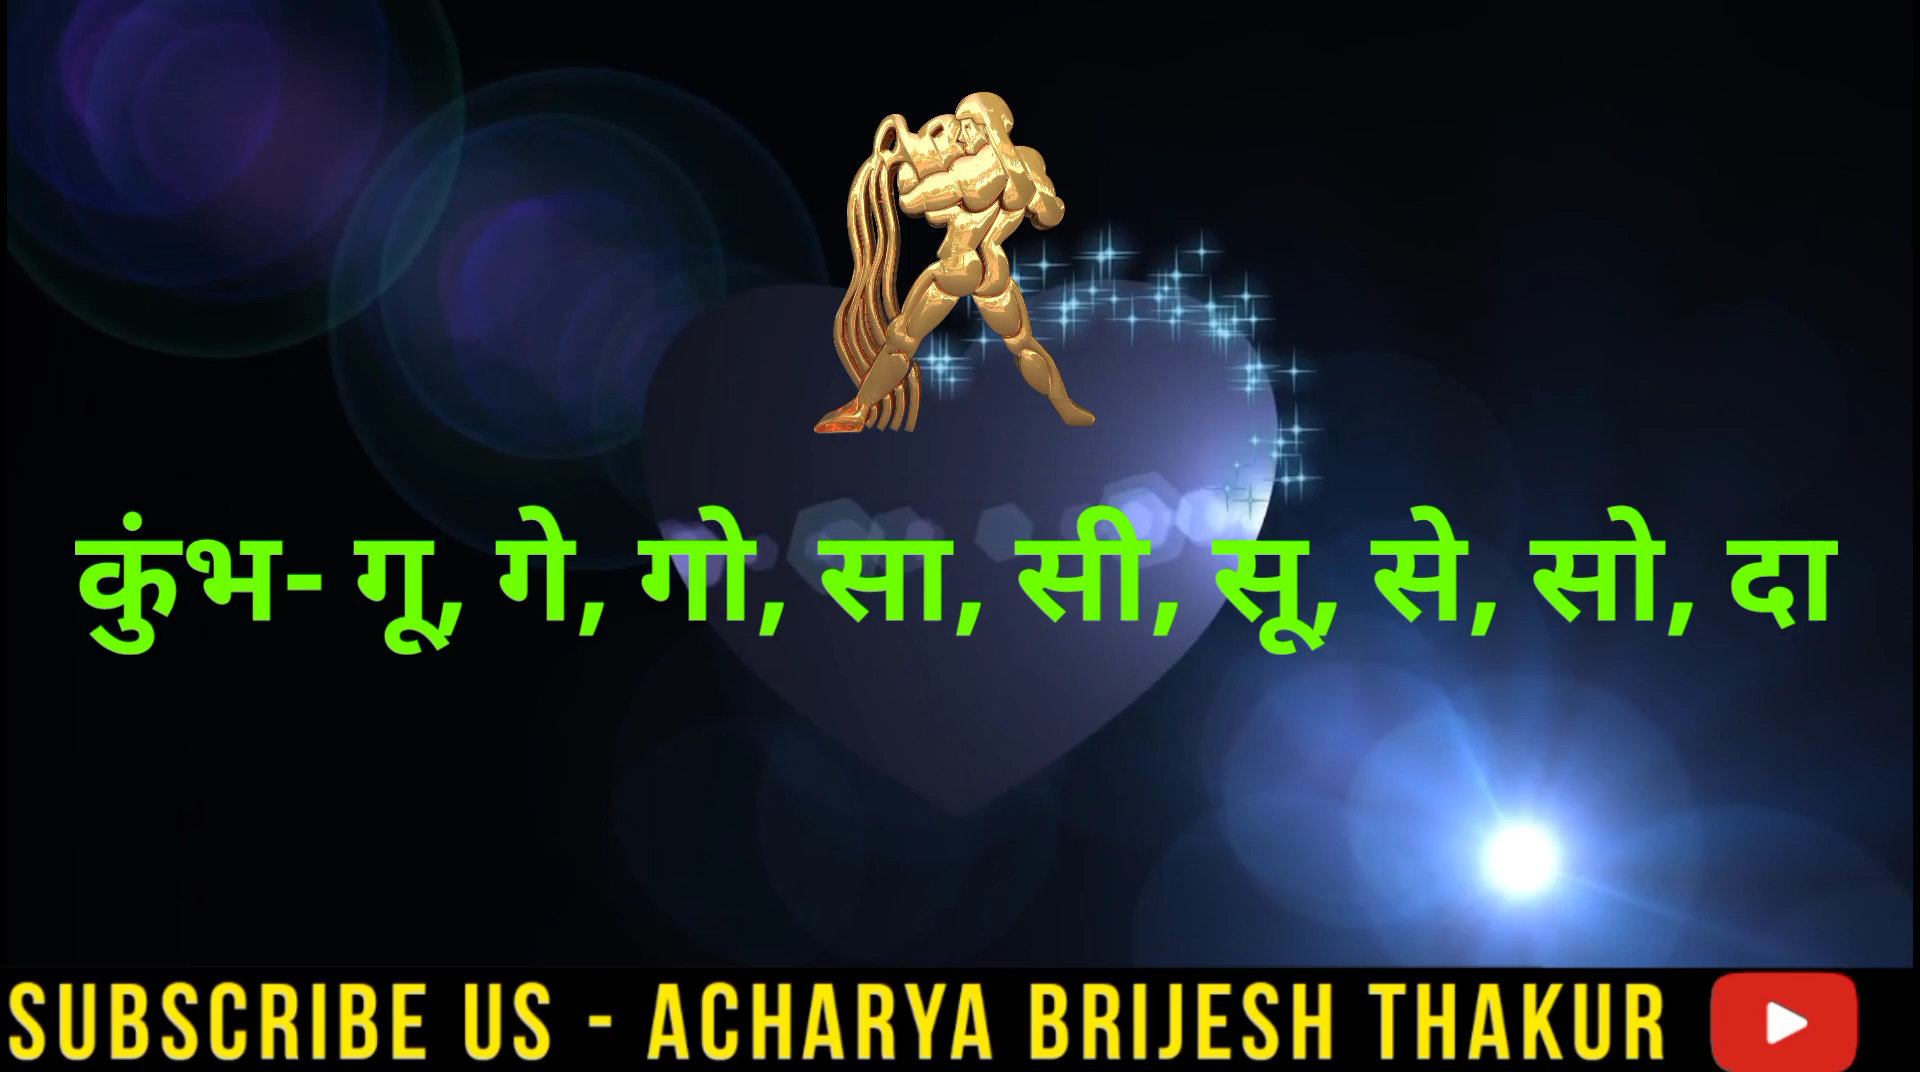 कुंभ- गू, गे, गो, सा, सी, सू, से, सो, दा
SUBSCRIBE US - ACHARYA BRIJESH THAKUR